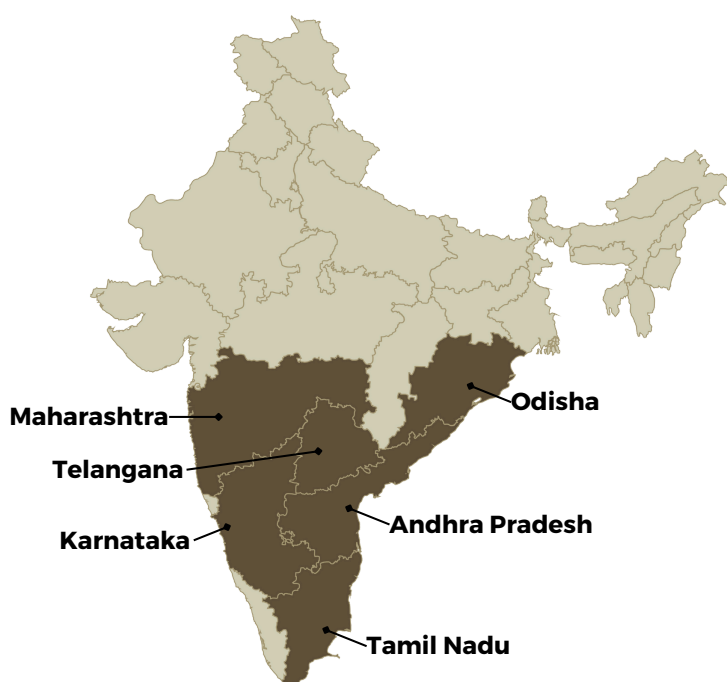 Odisha
Maharashtra
Telangana
Andhra Pradesh
Karnataka
Tamil Nadu